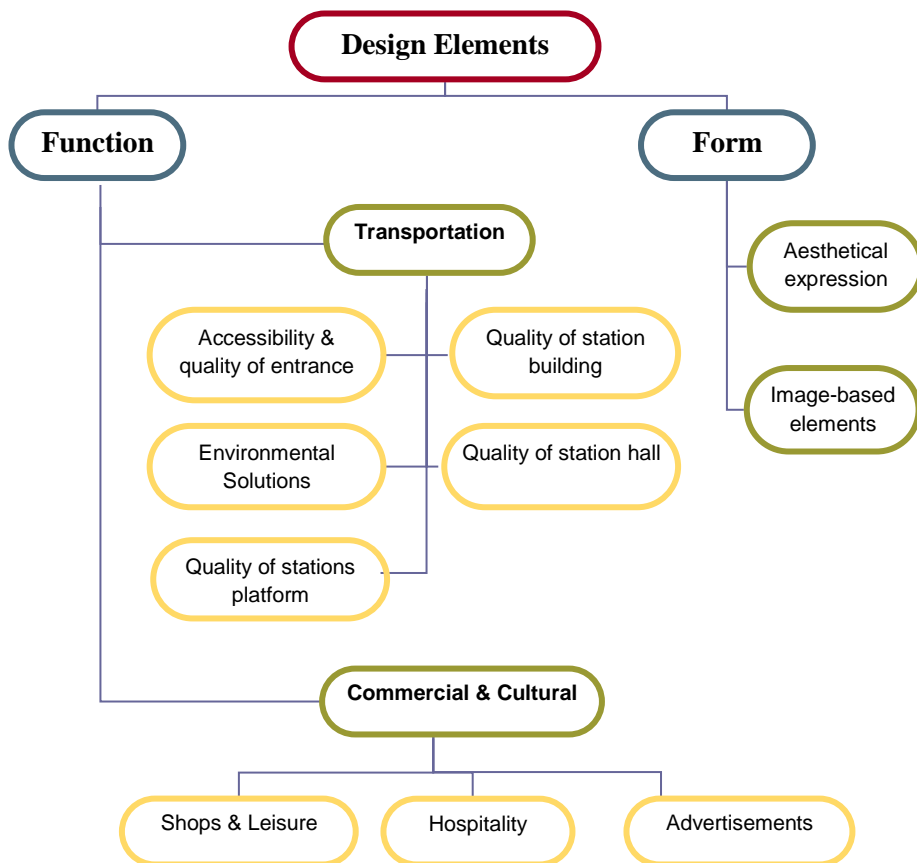 Design Elements
Function
Form
Transportation
Aesthetical
expression
Accessibility &
quality of entrance
Quality of station
building
Image-based
elements
Environmental
Solutions
Quality of station hall
Quality of stations
platform
Commercial & Cultural
Shops & Leisure
Hospitality
Advertisements